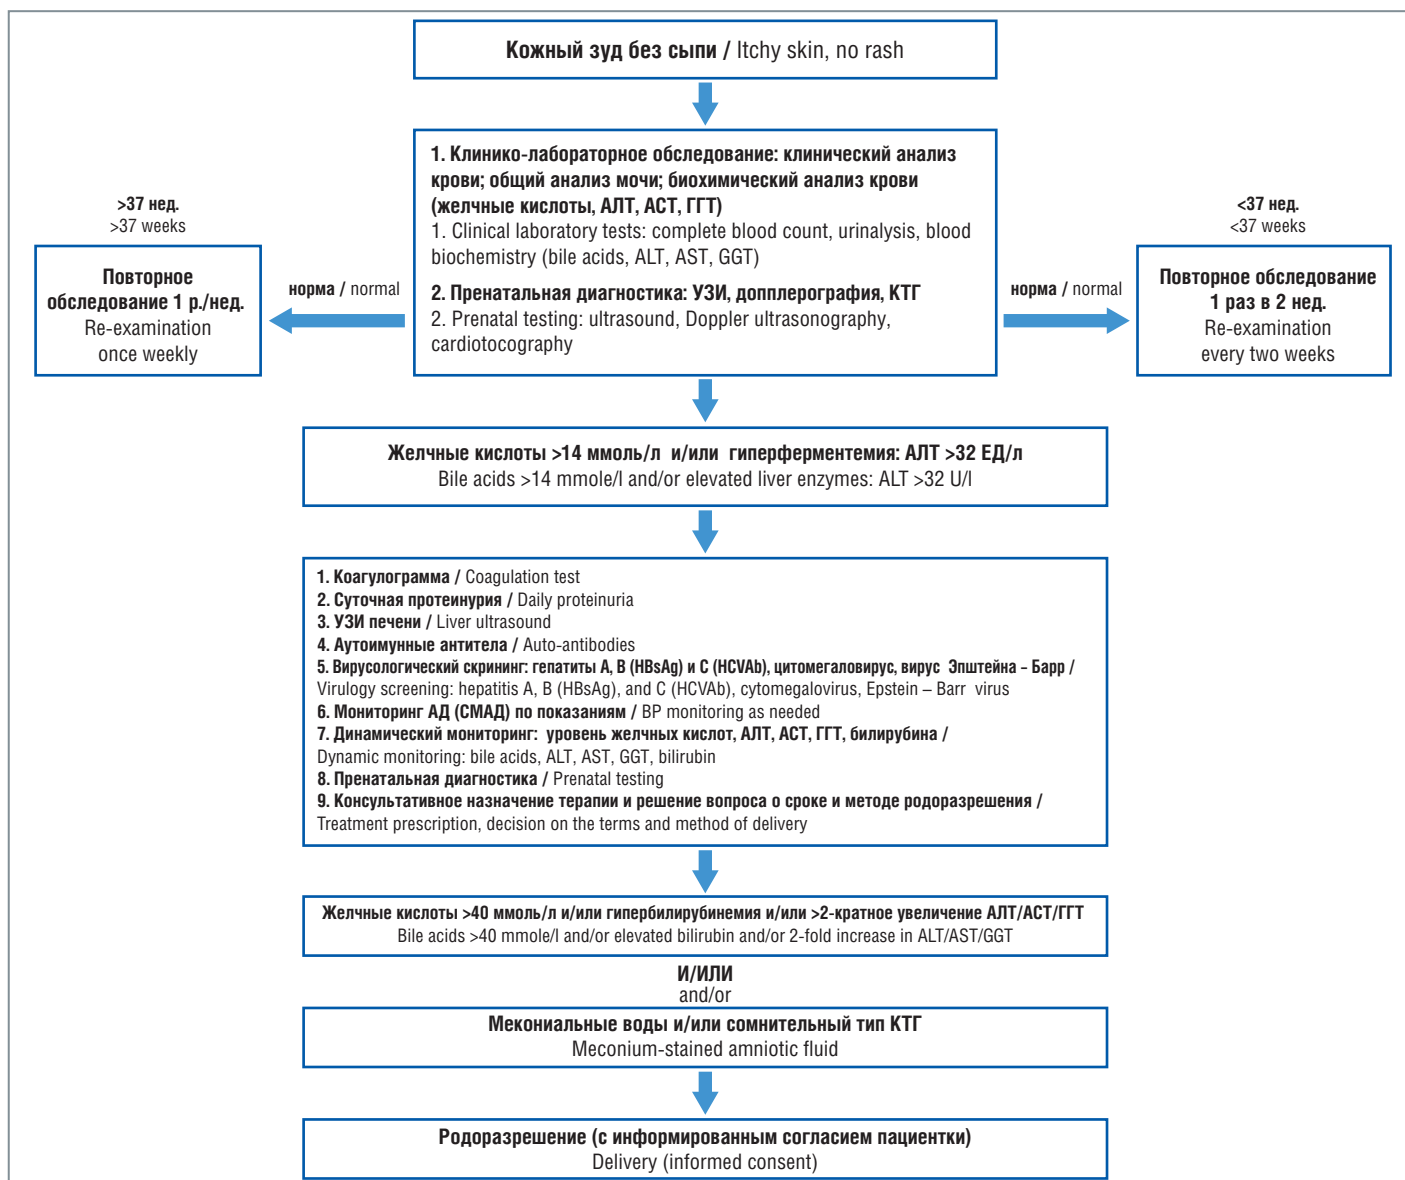 Кожный зуд без сыпи / Itchy skin, no rash
1. Клинико-лабораторное обследование: клинический анализ
крови; общий анализ мочи; биохимический анализ крови
(желчные кислоты, АЛТ, АСТ, ГГТ)
1. Clinical laboratory tests: complete blood count, urinalysis, blood
biochemistry (bile acids, ALT, AST, GGT)
2. Пренатальная диагностика: УЗИ, допплерография, КТГ
2. Prenatal testing: ultrasound, Doppler ultrasonography,
cardiotocography
>37 нед.
>37 weeks
норма / normal
Повторное
обследование 1 р./нед.
Re-examination
once weekly
<37 нед.
<37 weeks
норма / normal
Повторное обследование
1 раз в 2 нед.
Re-examination
every two weeks
Желчные кислоты >14 ммоль/л и/или гиперферментемия: АЛТ >32 ЕД/л
Bile acids >14 mmole/l and/or elevated liver enzymes: ALT >32 U/l
1. Коагулограмма / Coagulation test
2. Суточная протеинурия / Daily proteinuria
3. УЗИ печени / Liver ultrasound
4. Аутоимунные антитела / Auto-antibodies
5. Вирусологический скрининг: гепатиты А, В (HBsAg) и С (HCVAb), цитомегаловирус, вирус Эпштейна – Барр /
Virulogy screening: hepatitis A, B (HBsAg), and C (HCVAb), cytomegalovirus, Epstein – Barr virus
6. Мониторинг АД (СМАД) по показаниям / BP monitoring as needed
7. Динамический мониторинг: уровень желчных кислот, АЛТ, АСТ, ГГТ, билирубина /
Dynamic monitoring: bile acids, ALT, AST, GGT, bilirubin
8. Пренатальная диагностика / Prenatal testing
9. Консультативное назначение терапии и решение вопроса о сроке и методе родоразрешения /
Treatment prescription, decision on the terms and method of delivery
Желчные кислоты >40 ммоль/л и/или гипербилирубинемия и/или >2-кратное увеличение АЛТ/АСТ/ГГТ
Bile acids >40 mmole/l and/or elevated bilirubin and/or 2-fold increase in ALT/AST/GGT
И/ИЛИ
and/or
Мекониальные воды и/или сомнительный тип КТГ
Meconium-stained amniotic fluid
Родоразрешение (с информированным согласием пациентки)
Delivery (informed consent)